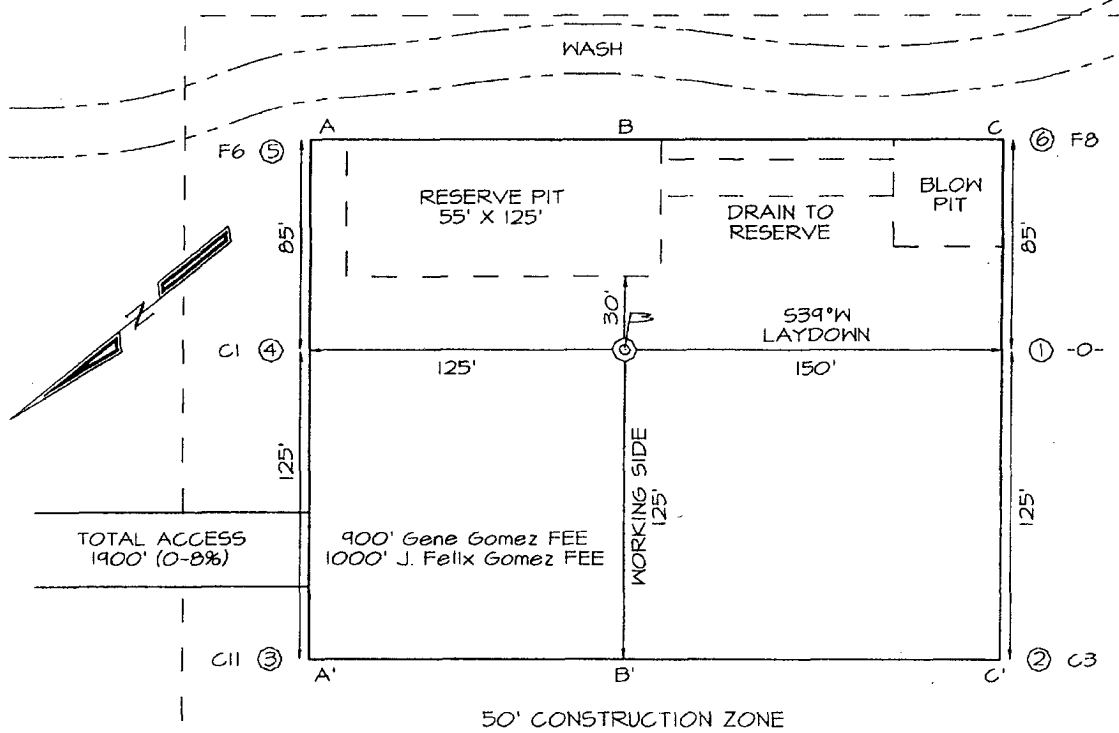 WASH
A
B
C
F6 ⑤
⑥ F8
RESERVE PIT
55' X 125'
BLOW
PIT
DRAIN TO
RESERVE
85'
85'
N
30'
S39°W
LAYDOWN
C1 ④
① -0-
125'
150'
125'
WORKING SIDE
125'
125'
TOTAL ACCESS
1900' (0-8%)
900' Gene Gomez FEE
1000' J. Felix Gomez FEE
C11 ③
② C3
A'
B'
C'
50' CONSTRUCTION ZONE